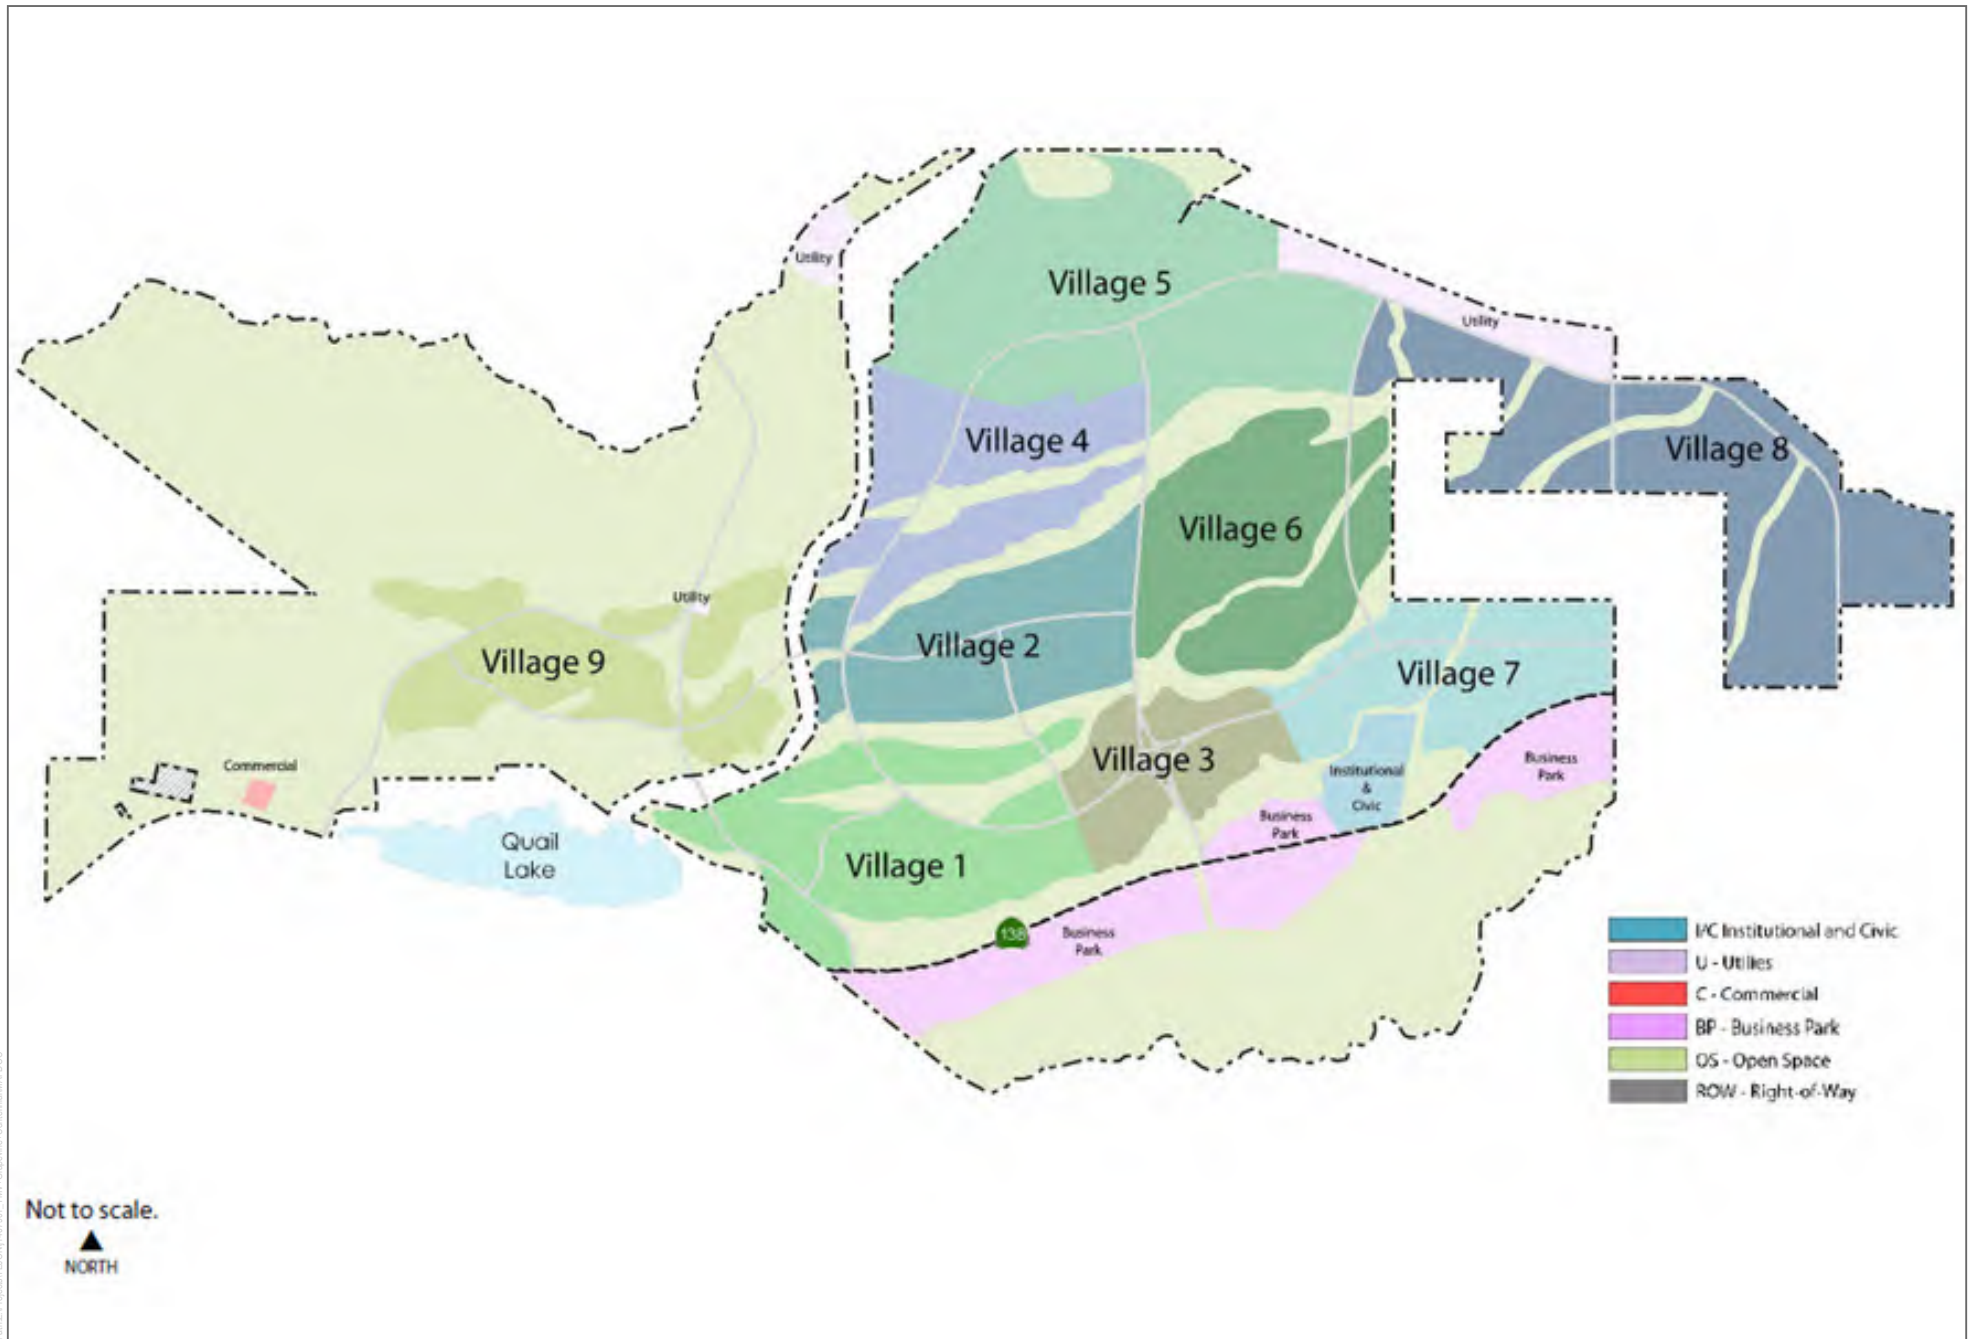 Utility
Village 5
Utility
Village 4
Village 8
Village 6
Utility
Village 2
Village 9
Village 7
Village 3
Business
Park
Commercial
Institutional
&
Civic
Business
Park
Quail
Lake
Village 1
138
Business
Park
I/C Institutional and Civic
U - Utilies
C - Commercial
BP - Business Park
OS - Open Space
ROW - Right-of-Way
Not to scale.
NORTH